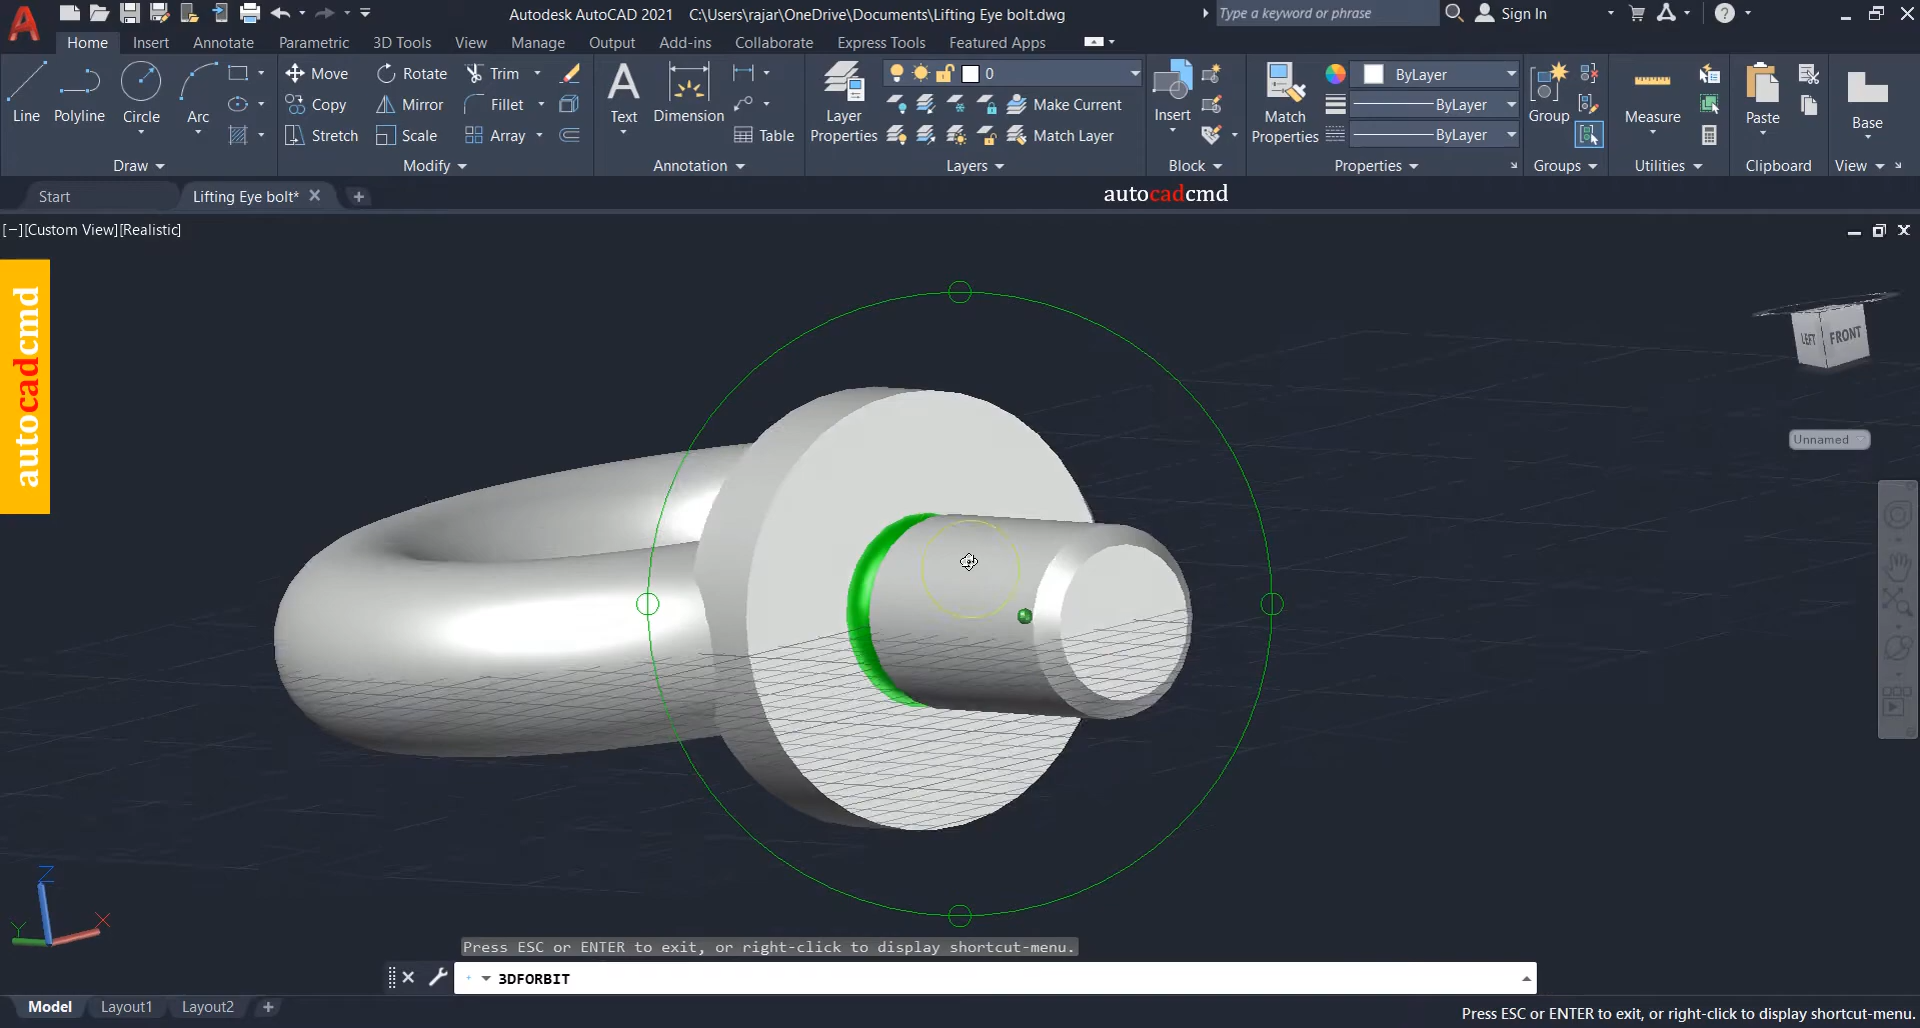 Autodesk AutoCAD 2021 C:\Users\rajar\OneDrive\Documents\Lifting Eye bolt.dwg
Type a keyword or phrase
Sign In
Home Insert Annotate Parametric 3D Tools View Manage Output Add-ins Collaborate Express Tools Featured Apps
Line Polyline Circle Arc
Move Rotate Trim
Copy Mirror Fillet
Stretch Scale Array
Text Dimension Table
Layer Properties
0
Make Current
Match Layer
Insert
Match Properties
ByLayer
ByLayer
ByLayer
Group Measure Paste Base
Draw Modify Annotation Layers Block Properties Groups Utilities Clipboard View
Start Lifting Eye bolt*
autocadcmd
[−][Custom View][Realistic]
autocadcmd
LEFT FRONT
Unnamed
Z
Y
X
Press ESC or ENTER to exit, or right-click to display shortcut-menu.
3DFORBIT
Model Layout1 Layout2
Press ESC or ENTER to exit, or right-click to display shortcut-menu.